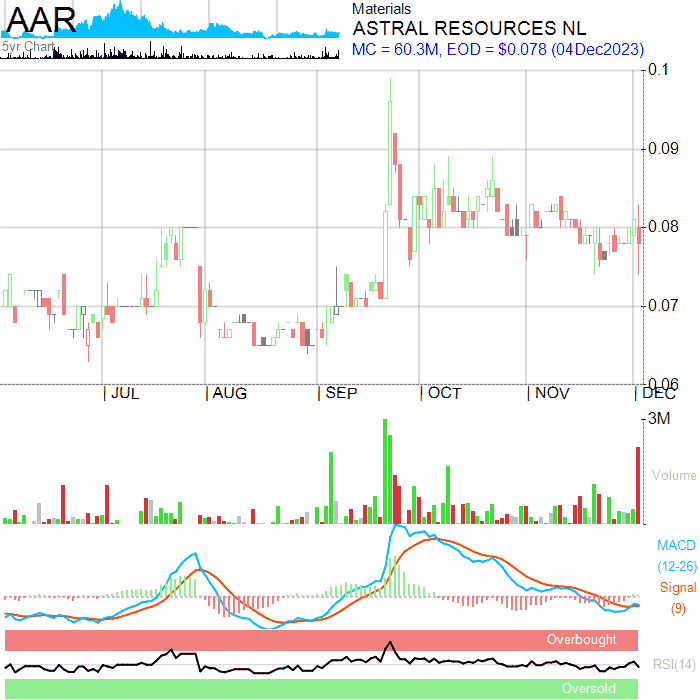 AAR
5yr Chart
Materials
ASTRAL RESOURCES NL
MC = 60.3M, EOD = $0.078 (04Dec2023)
0.1
0.09
0.08
0.07
0.06
JUL AUG SEP OCT NOV DEC
3M
Volume
MACD
(12-26)
Signal
(9)
Overbought
RSI(14)
Oversold